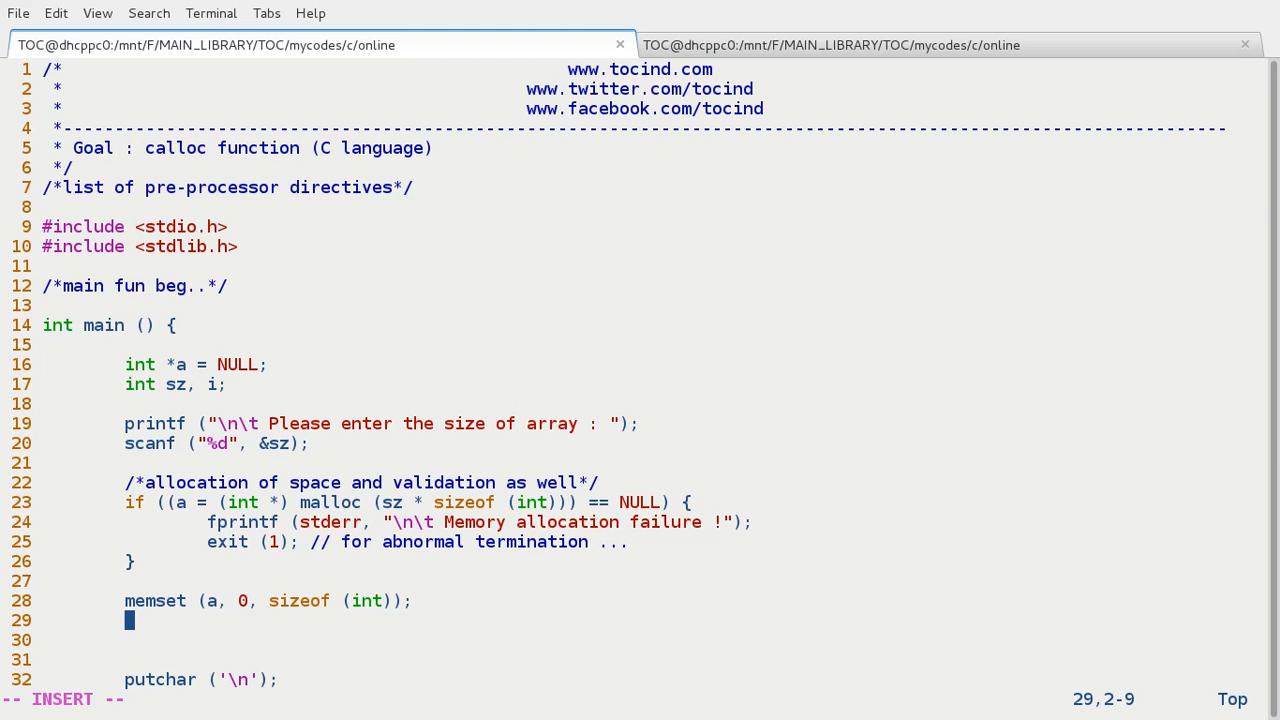 File Edit View Search Terminal Tabs Help
TOC@dhcppc0:/mnt/F/MAIN_LIBRARY/TOC/mycodes/c/online × TOC@dhcppc0:/mnt/F/MAIN_LIBRARY/TOC/mycodes/c/online ×
1 /* www.tocind.com
2 * www.twitter.com/tocind
3 * www.facebook.com/tocind
4 *-----------------------------------------------------------------------------------------------------------------
5 * Goal : calloc function (C language)
6 */
7 /*list of pre-processor directives*/
8
9 #include <stdio.h>
10 #include <stdlib.h>
11
12 /*main fun beg..*/
13
14 int main () {
15
16 int *a = NULL;
17 int sz, i;
18
19 printf ("\n\t Please enter the size of array : ");
20 scanf ("%d", &sz);
21
22 /*allocation of space and validation as well*/
23 if ((a = (int *) malloc (sz * sizeof (int))) == NULL) {
24 fprintf (stderr, "\n\t Memory allocation failure !");
25 exit (1); // for abnormal termination ...
26 }
27
28 memset (a, 0, sizeof (int));
29
30
31
32 putchar ('\n');
-- INSERT -- 29,2-9 Top